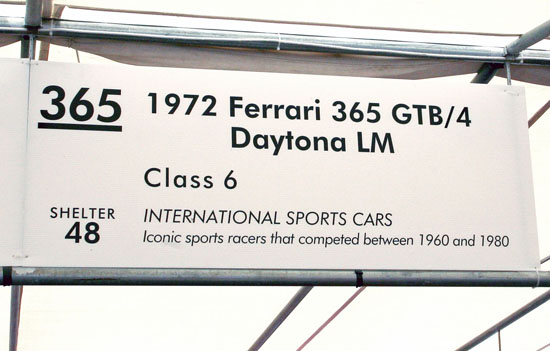 365
1972 Ferrari 365 GTB/4
Daytona LM
Class 6
SHELTER
48
INTERNATIONAL SPORTS CARS
Iconic sports racers that competed between 1960 and 1980